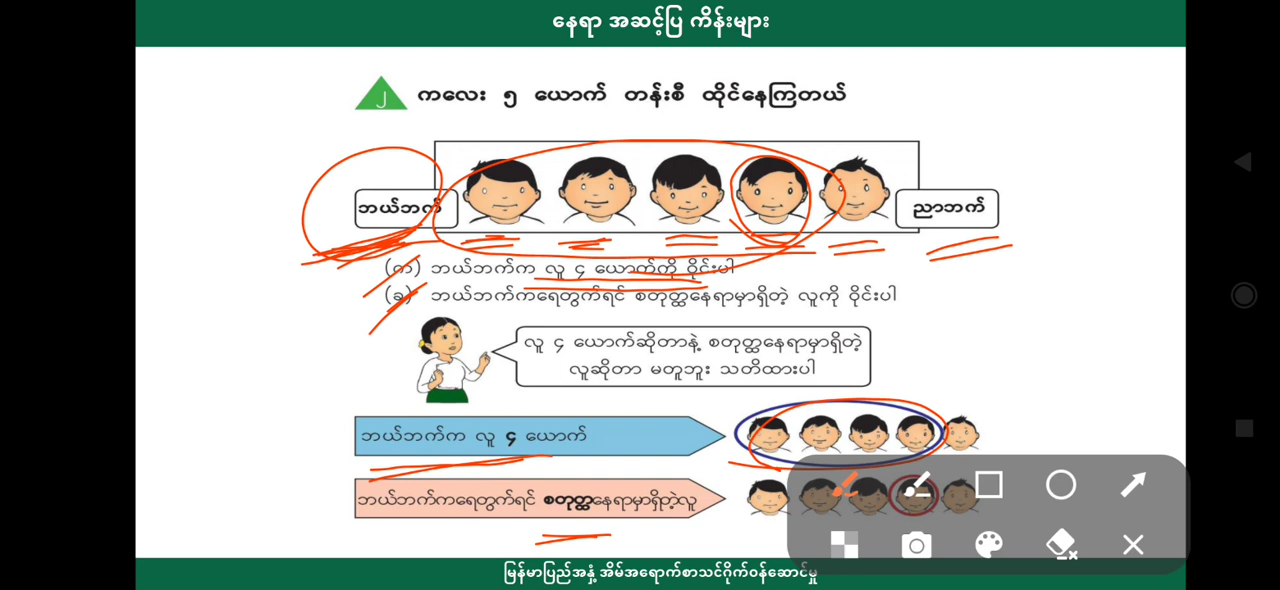 နေရာ အဆင့်ပြ ကိန်းများ
၂ ကလေး ၅ ယောက် တန်းစီ ထိုင်နေကြတယ်
ဘယ်ဘက်
ညာဘက်
(က) ဘယ်ဘက်က လူ ၄ ယောက်ကို ဝိုင်းပါ
(ခ) ဘယ်ဘက်ကရေတွက်ရင် စတုတ္ထနေရာမှာရှိတဲ့ လူကို ဝိုင်းပါ
လူ ၄ ယောက်ဆိုတာနဲ့ စတုတ္ထနေရာမှာရှိတဲ့
လူဆိုတာ မတူဘူး သတိထားပါ
ဘယ်ဘက်က လူ ၄ ယောက်
ဘယ်ဘက်ကရေတွက်ရင် စတုတ္ထနေရာမှာရှိတဲ့လူ
မြန်မာပြည်အနှံ့ အိမ်အရောက်စာသင်ဂိုက်ဝန်ဆောင်မှု